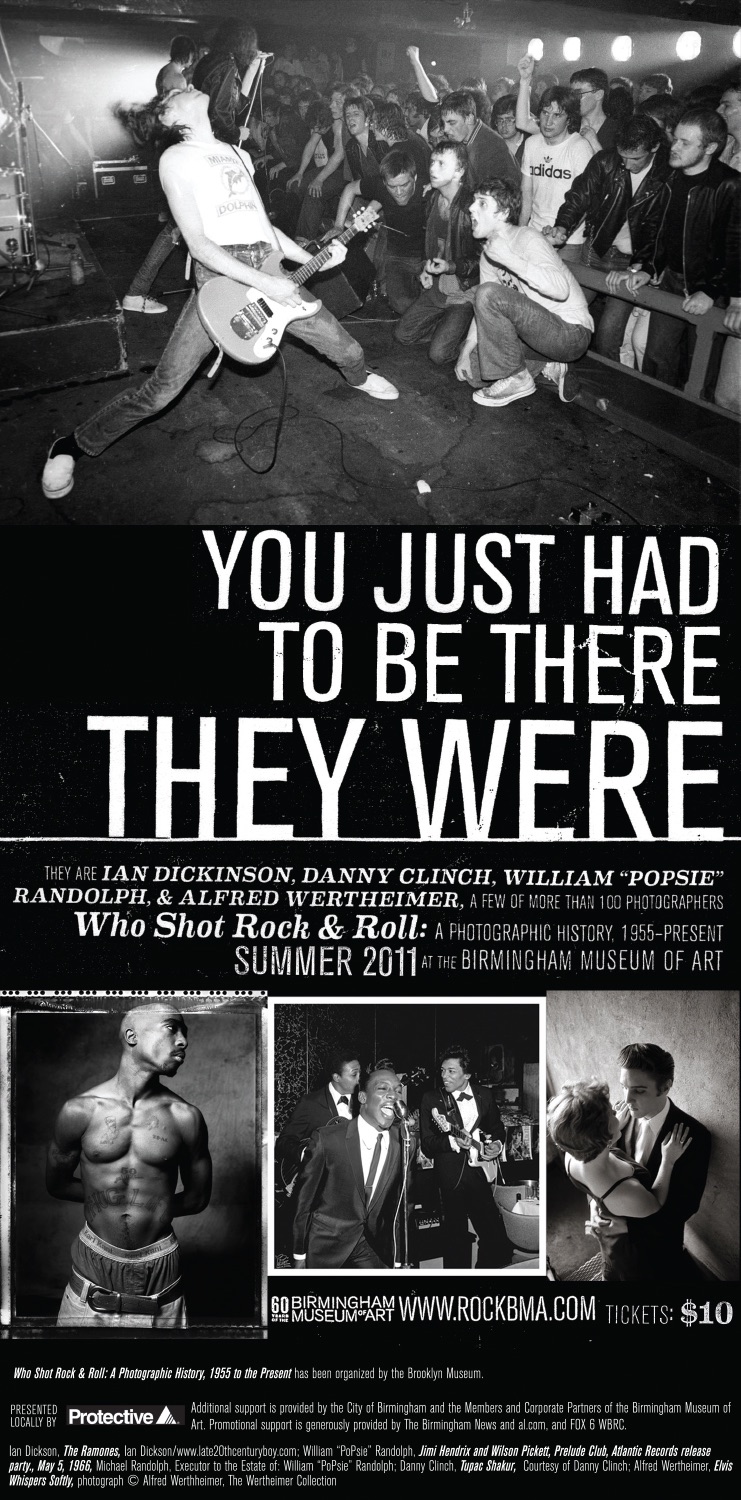 MIAMI
DOLPHINS
adidas
YOU JUST HAD
TO BE THERE
THEY WERE
THEY ARE IAN DICKINSON, DANNY CLINCH, WILLIAM “POPSIE”
RANDOLPH, & ALFRED WERTHEIMER, A FEW OF MORE THAN 100 PHOTOGRAPHERS
Who Shot Rock & Roll: A PHOTOGRAPHIC HISTORY, 1955–PRESENT
SUMMER 2011 AT THE BIRMINGHAM MUSEUM OF ART
60 YEARS OF THE BIRMINGHAM MUSEUM OF ART WWW.ROCKBMA.COM TICKETS: $10
Who Shot Rock & Roll: A Photographic History, 1955 to the Present has been organized by the Brooklyn Museum.
PRESENTED
LOCALLY BY
Protective
Additional support is provided by the City of Birmingham and the Members and Corporate Partners of the Birmingham Museum of
Art. Promotional support is generously provided by The Birmingham News and al.com, and FOX 6 WBRC.
Ian Dickson, The Ramones, Ian Dickson/www.late20thcenturyboy.com; William “PoPsie” Randolph, Jimi Hendrix and Wilson Pickett, Prelude Club, Atlantic Records release
party., May 5, 1966, Michael Randolph, Executor to the Estate of: William “PoPsie” Randolph; Danny Clinch, Tupac Shakur, Courtesy of Danny Clinch; Alfred Wertheimer, Elvis
Whispers Softly, photograph © Alfred Werthheimer, The Wertheimer Collection